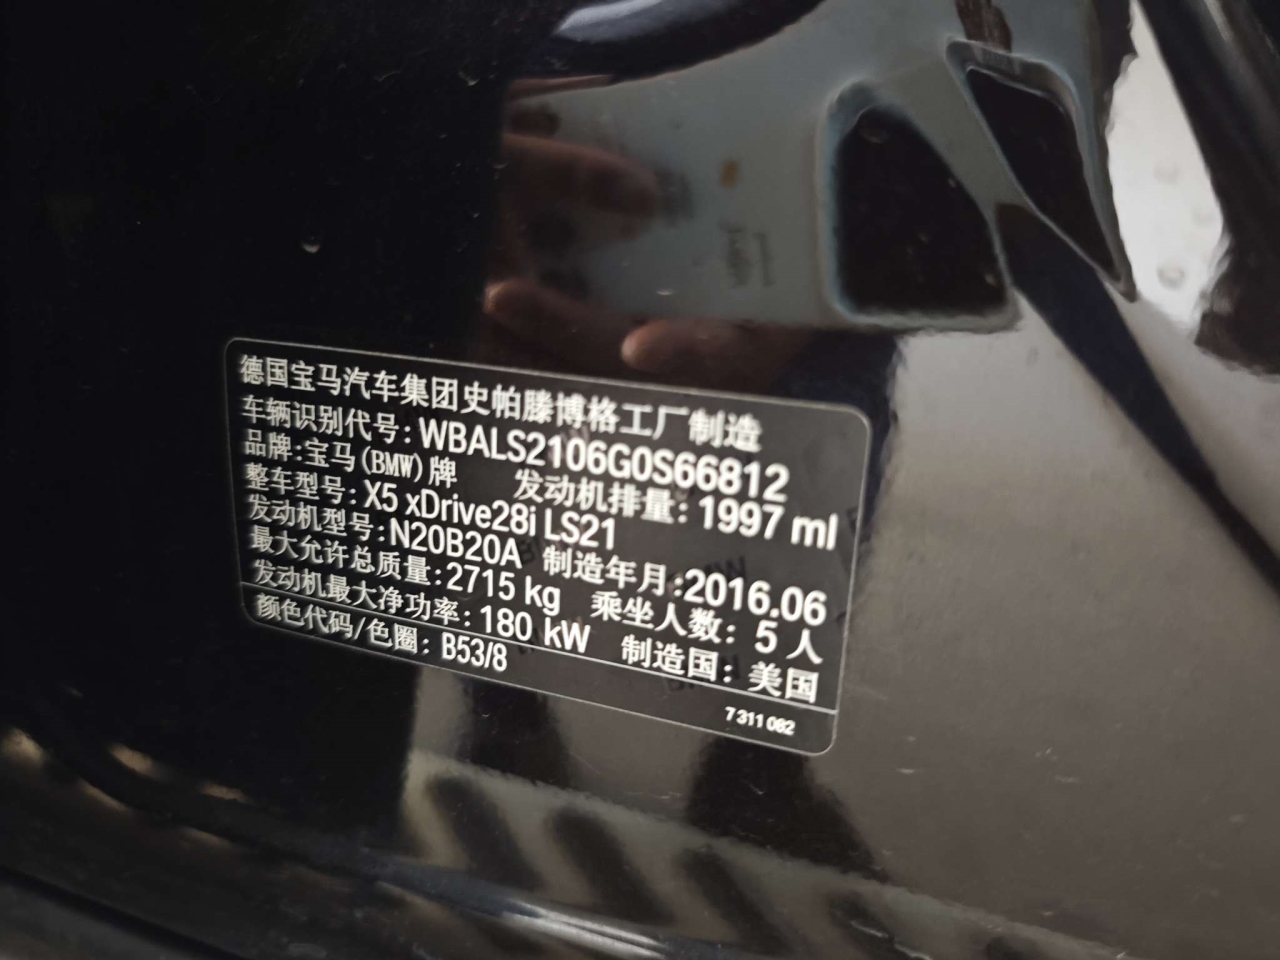 德国宝马汽车集团史帕滕博格工厂制造
车辆识别代号: WBALS2106G0S66812
品牌:宝马(BMW)牌 发动机排量: 1997 ml
整车型号: X5 xDrive28i LS21
发动机型号: N20B20A 制造年月:2016.06
最大允许总质量: 2715 kg 乘坐人数: 5 人
发动机最大净功率: 180 kW 制造国: 美国
颜色代码/色圈: B53/8
7311 062